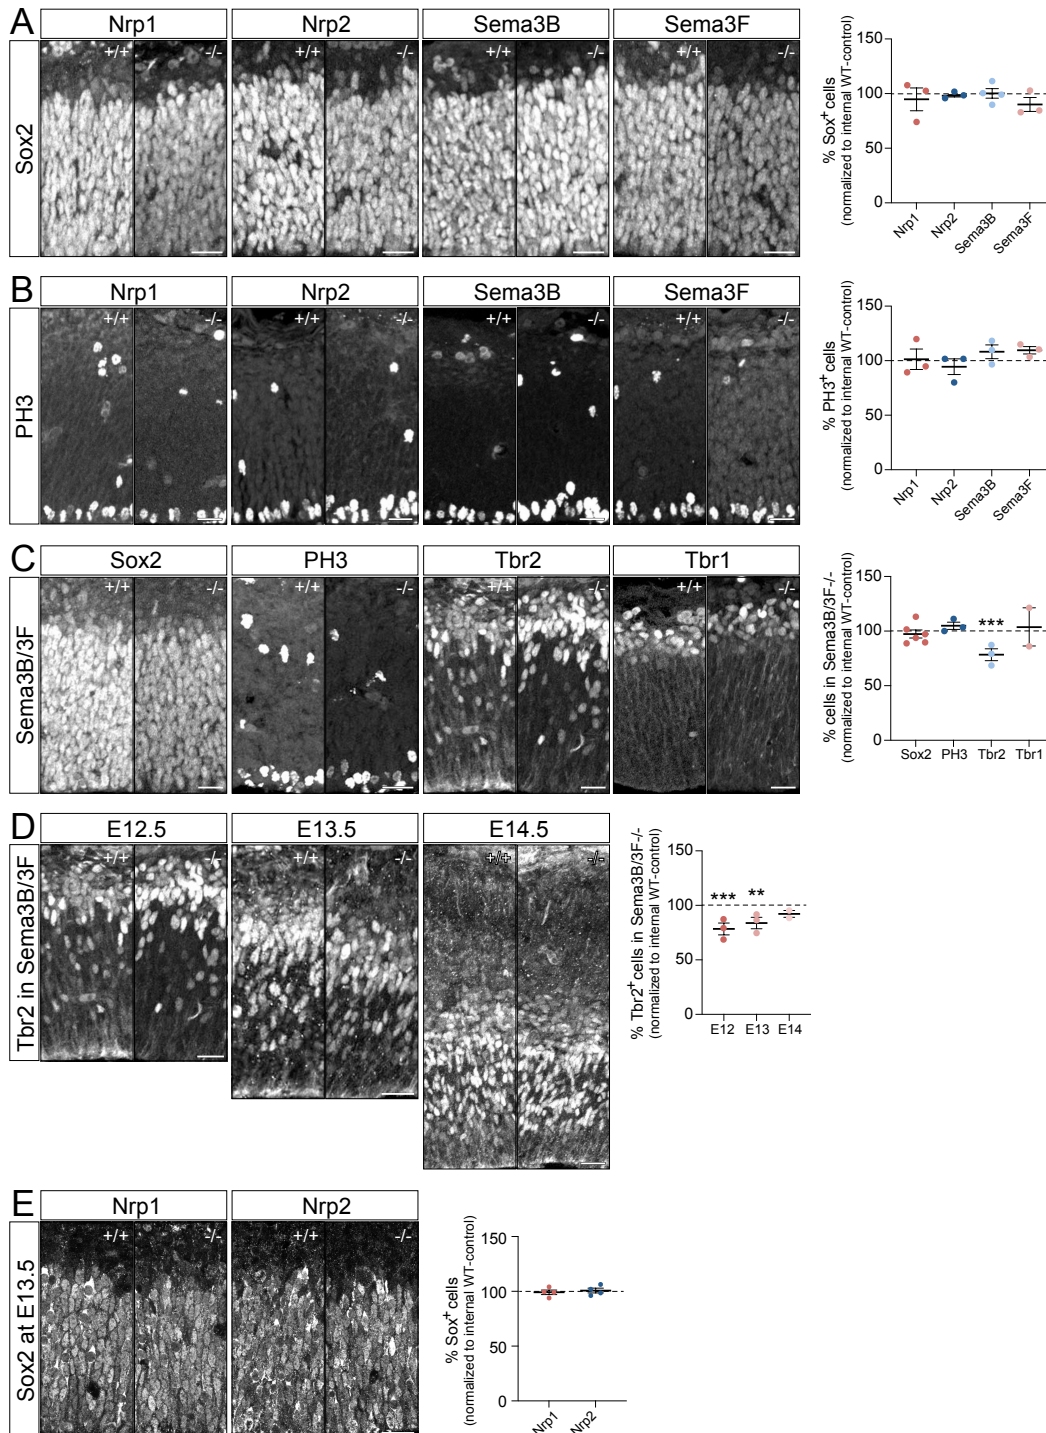 A
Nrp1 Nrp2 Sema3B Sema3F
Sox2
+/+ -/- +/+ -/- +/+ -/- +/+ -/-
% Sox+ cells
(normalized to internal WT-control)
150
100
50
0
Nrp1 Nrp2 Sema3B Sema3F
B
Nrp1 Nrp2 Sema3B Sema3F
PH3
+/+ -/- +/+ -/- +/+ -/- +/+ -/-
% PH3+ cells
(normalized to internal WT-control)
150
100
50
0
Nrp1 Nrp2 Sema3B Sema3F
C
Sox2 PH3 Tbr2 Tbr1
Sema3B/3F
+/+ -/- +/+ -/- +/+ -/- +/+ -/-
% cells in Sema3B/3F-/-
(normalized to internal WT-control)
150
100
50
0
***
Sox2 PH3 Tbr2 Tbr1
D
E12.5 E13.5 E14.5
Tbr2 in Sema3B/3F
+/+ -/- +/+ -/- +/+ -/-
% Tbr2+ cells in Sema3B/3F-/-
(normalized to internal WT-control)
150
100
50
0
*** **
E12 E13 E14
E
Nrp1 Nrp2
Sox2 at E13.5
+/+ -/- +/+ -/-
% Sox+ cells
(normalized to internal WT-control)
150
100
50
0
Nrp1 Nrp2